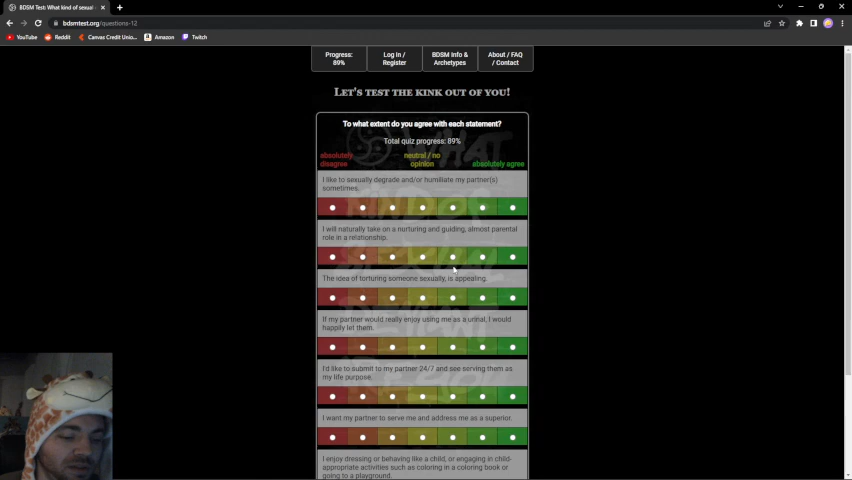 BDSM Test: What kind of sexual
bdsmtest.org/questions-12
YouTube
Reddit
Canvas Credit Unio...
Amazon
Twitch
Progress:
89%
Log In /
Register
BDSM Info &
Archetypes
About / FAQ
/ Contact
Let's test the kink out of you!
To what extent do you agree with each statement?
Total quiz progress: 89%
absolutely
disagree
neutral / no
opinion
absolutely agree
I like to sexually degrade and/or humiliate my partner(s)
sometimes.
I will naturally take on a nurturing and guiding, almost parental
role in a relationship.
The idea of torturing someone sexually, is appealing.
If my partner would really enjoy using me as a urinal, I would
happily let them.
I'd like to submit to my partner 24/7 and see serving them as
my life purpose.
I want my partner to serve me and address me as a superior.
I enjoy dressing or behaving like a child, or engaging in child-
appropriate activities such as coloring in a coloring book or
going to a playground.